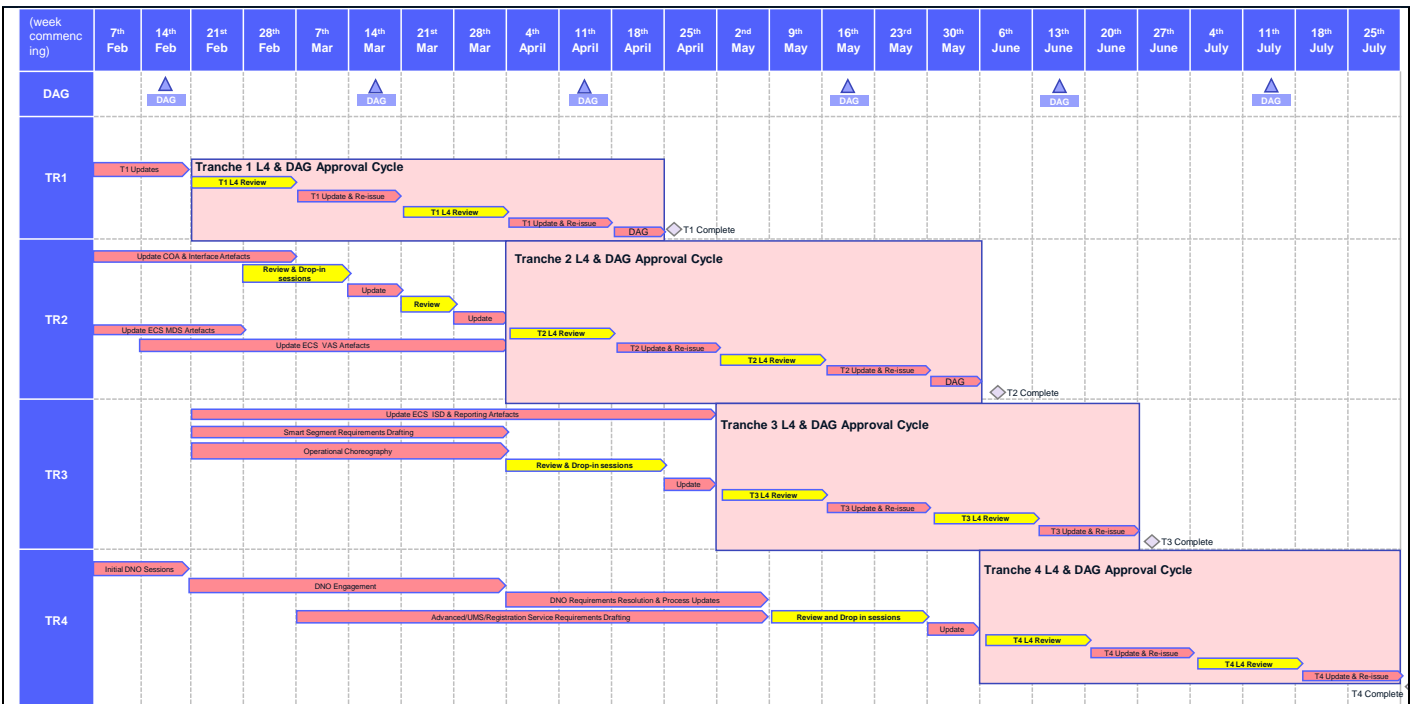 (week
commenc
ing)
7th
Feb
14th
Feb
21st
Feb
28th
Feb
7th
Mar
14th
Mar
21st
Mar
28th
Mar
4th
April
11th
April
18th
April
25th
April
2nd
May
9th
May
16th
May
23rd
May
30th
May
6th
June
13th
June
20th
June
27th
June
4th
July
11th
July
18th
July
25th
July
DAG
DAG
DAG
DAG
DAG
DAG
DAG
TR1
T1 Updates
Tranche 1 L4 & DAG Approval Cycle
T1 L4 Review
T1 Update & Re-issue
T1 L4 Review
T1 Update & Re-issue
DAG
T1 Complete
TR2
Update COA & Interface Artefacts
Review & Drop-in
sessions
Update
Review
Update
Update ECS MDS Artefacts
Update ECS VAS Artefacts
Tranche 2 L4 & DAG Approval Cycle
T2 L4 Review
T2 Update & Re-issue
T2 L4 Review
T2 Update & Re-issue
DAG
T2 Complete
TR3
Update ECS ISD & Reporting Artefacts
Smart Segment Requirements Drafting
Operational Choreography
Review & Drop-in sessions
Update
Tranche 3 L4 & DAG Approval Cycle
T3 L4 Review
T3 Update & Re-issue
T3 L4 Review
T3 Update & Re-issue
T3 Complete
TR4
Initial DNO Sessions
DNO Engagement
DNO Requirements Resolution & Process Updates
Advanced/UMS/Registration Service Requirements Drafting
Review and Drop in sessions
Update
Tranche 4 L4 & DAG Approval Cycle
T4 L4 Review
T4 Update & Re-issue
T4 L4 Review
T4 Update & Re-issue
T4 Complete